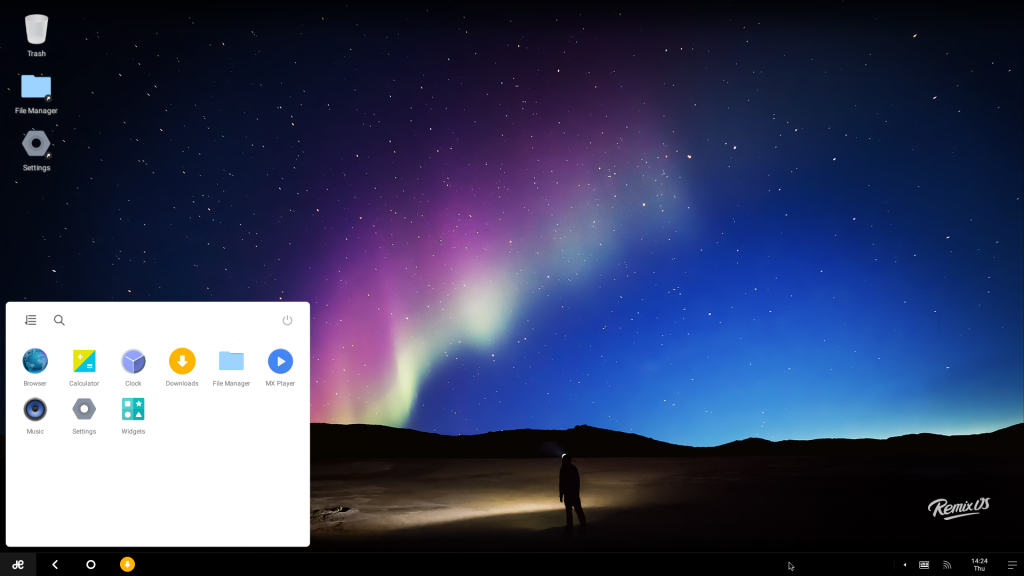 Trash
File Manager
Settings
Browser
Calculator
Clock
Downloads
File Manager
MX Player
Music
Settings
Widgets
Remix OS
14:24
Thu